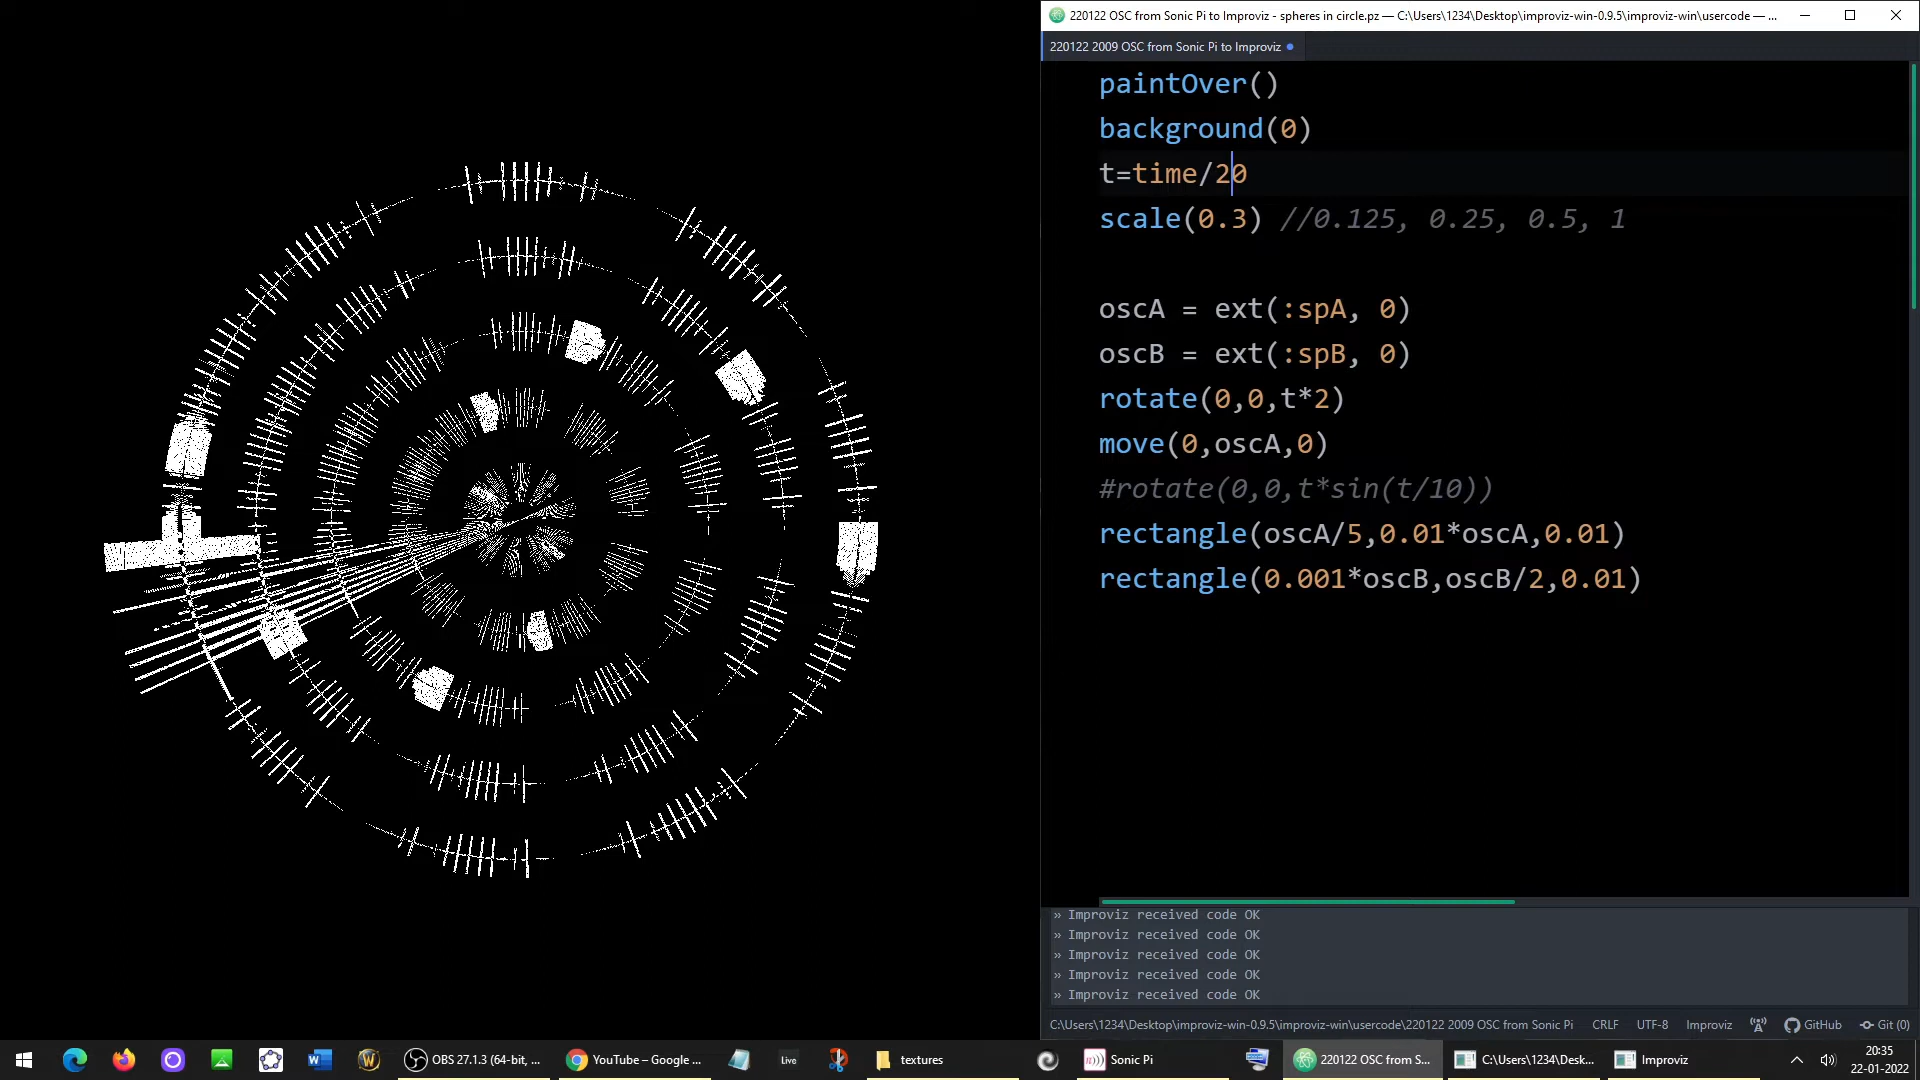 220122 OSC from Sonic Pi to Improviz - spheres in circle.pz — C:\Users\1234\Desktop\improviz-win-0.9.5\improviz-win\usercode — ...
220122 2009 OSC from Sonic Pi to Improviz
paintOver()
background(0)
t=time/20
scale(0.3) //0.125, 0.25, 0.5, 1
oscA = ext(:spA, 0)
oscB = ext(:spB, 0)
rotate(0,0,t*2)
move(0,oscA,0)
#rotate(0,0,t*sin(t/10))
rectangle(oscA/5,0.01*oscA,0.01)
rectangle(0.001*oscB,oscB/2,0.01)
» Improviz received code OK
» Improviz received code OK
» Improviz received code OK
» Improviz received code OK
» Improviz received code OK
C:\Users\1234\Desktop\improviz-win-0.9.5\improviz-win\usercode\220122 2009 OSC from Sonic Pi CRLF UTF-8 Improviz GitHub Git (0)
OBS 27.1.3 (64-bit, ... YouTube – Google ... Live textures Sonic Pi 220122 OSC from S... C:\Users\1234\Desk... Improviz 20:35
22-01-2022